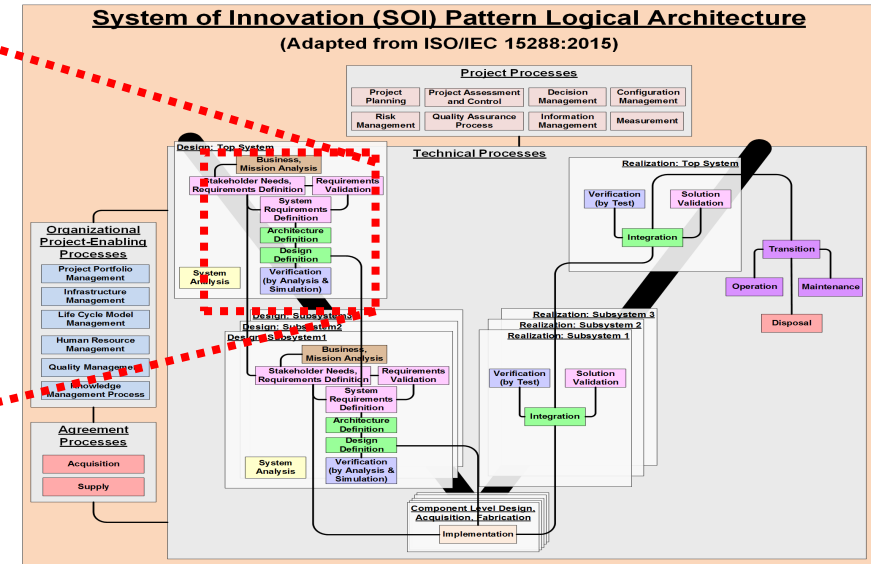 System of Innovation (SOI) Pattern Logical Architecture
(Adapted from ISO/IEC 15288:2015)
Project Processes
Project
Planning
Project Assessment
and Control
Decision
Management
Configuration
Management
Risk
Management
Quality Assurance
Process
Information
Management
Measurement
Technical Processes
Design: Top System
Business,
Mission Analysis
Stakeholder Needs,
Requirements Definition
Requirements
Validation
System
Requirements
Definition
Architecture
Definition
Design
Definition
System
Analysis
Verification
(by Analysis &
Simulation)
Realization: Top System
Verification
(by Test)
Solution
Validation
Integration
Transition
Operation
Maintenance
Disposal
Organizational
Project-Enabling
Processes
Project Portfolio
Management
Infrastructure
Management
Life Cycle Model
Management
Human Resource
Management
Quality Management
Knowledge
Management Process
Agreement
Processes
Acquisition
Supply
Design: Subsystem3
Design: Subsystem2
Design: Subsystem1
Business,
Mission Analysis
Stakeholder Needs,
Requirements Definition
Requirements
Validation
System
Requirements
Definition
Architecture
Definition
Design
Definition
System
Analysis
Verification
(by Analysis &
Simulation)
Realization: Subsystem 3
Realization: Subsystem 2
Realization: Subsystem 1
Verification
(by Test)
Solution
Validation
Integration
Component Level Design,
Acquisition, Fabrication
Implementation